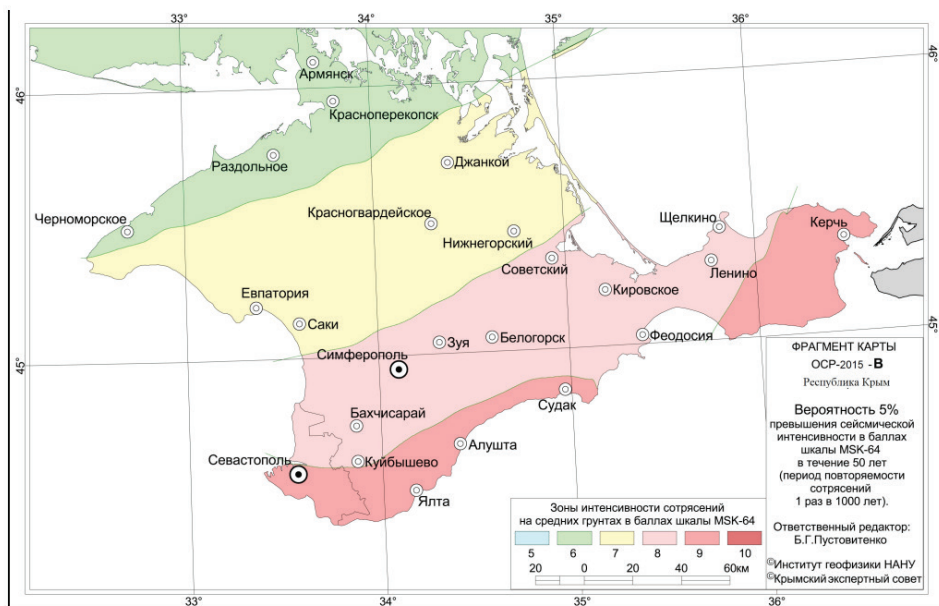 33°
34°
35°
36°
46°
46°
Армянск
Красноперекопск
Раздольное
Джанкой
Черноморское
Красногвардейское
Нижнегорский
Щелкино
Керчь
Советский
Ленино
Евпатория
Кировское
Саки
Зуя
Белогорск
Феодосия
Симферополь
45°
45°
Судак
Бахчисарай
Алушта
Севастополь
Куйбышево
Ялта
ФРАГМЕНТ КАРТЫ
ОСР-2015 - В
Республика Крым
Вероятность 5%
превышения сейсмической
интенсивности в баллах
шкалы MSK-64
в течение 50 лет
(период повторяемости
сотрясений
1 раз в 1000 лет).
Ответственный редактор:
Б.Г.Пустовитенко
©Институт геофизики НАНУ
©Крымский экспертный совет
Зоны интенсивности сотрясений
на средних грунтах в баллах шкалы MSK-64
5 6 7 8 9 10
20 0 20 40 60км
33°
34°
35°
36°